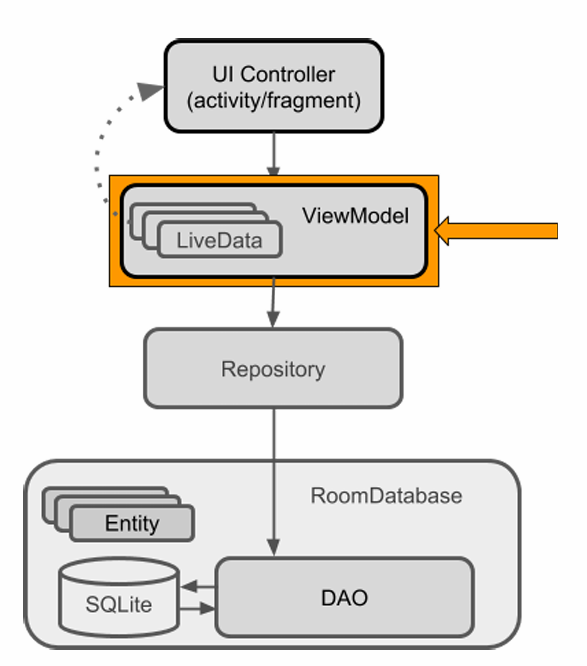 UI Controller
(activity/fragment)
ViewModel
LiveData
Repository
RoomDatabase
Entity
SQLite
DAO